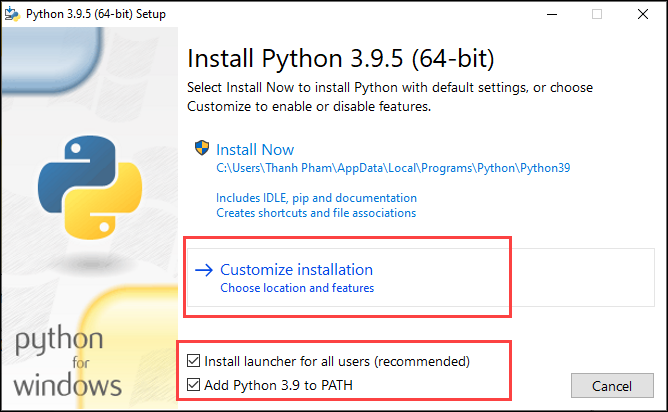 Python 3.9.5 (64-bit) Setup
Install Python 3.9.5 (64-bit)
Select Install Now to install Python with default settings, or choose
Customize to enable or disable features.
Install Now
C:\Users\Thanh Pham\AppData\Local\Programs\Python\Python39
Includes IDLE, pip and documentation
Creates shortcuts and file associations
Customize installation
Choose location and features
python
for
windows
Install launcher for all users (recommended)
Add Python 3.9 to PATH
Cancel